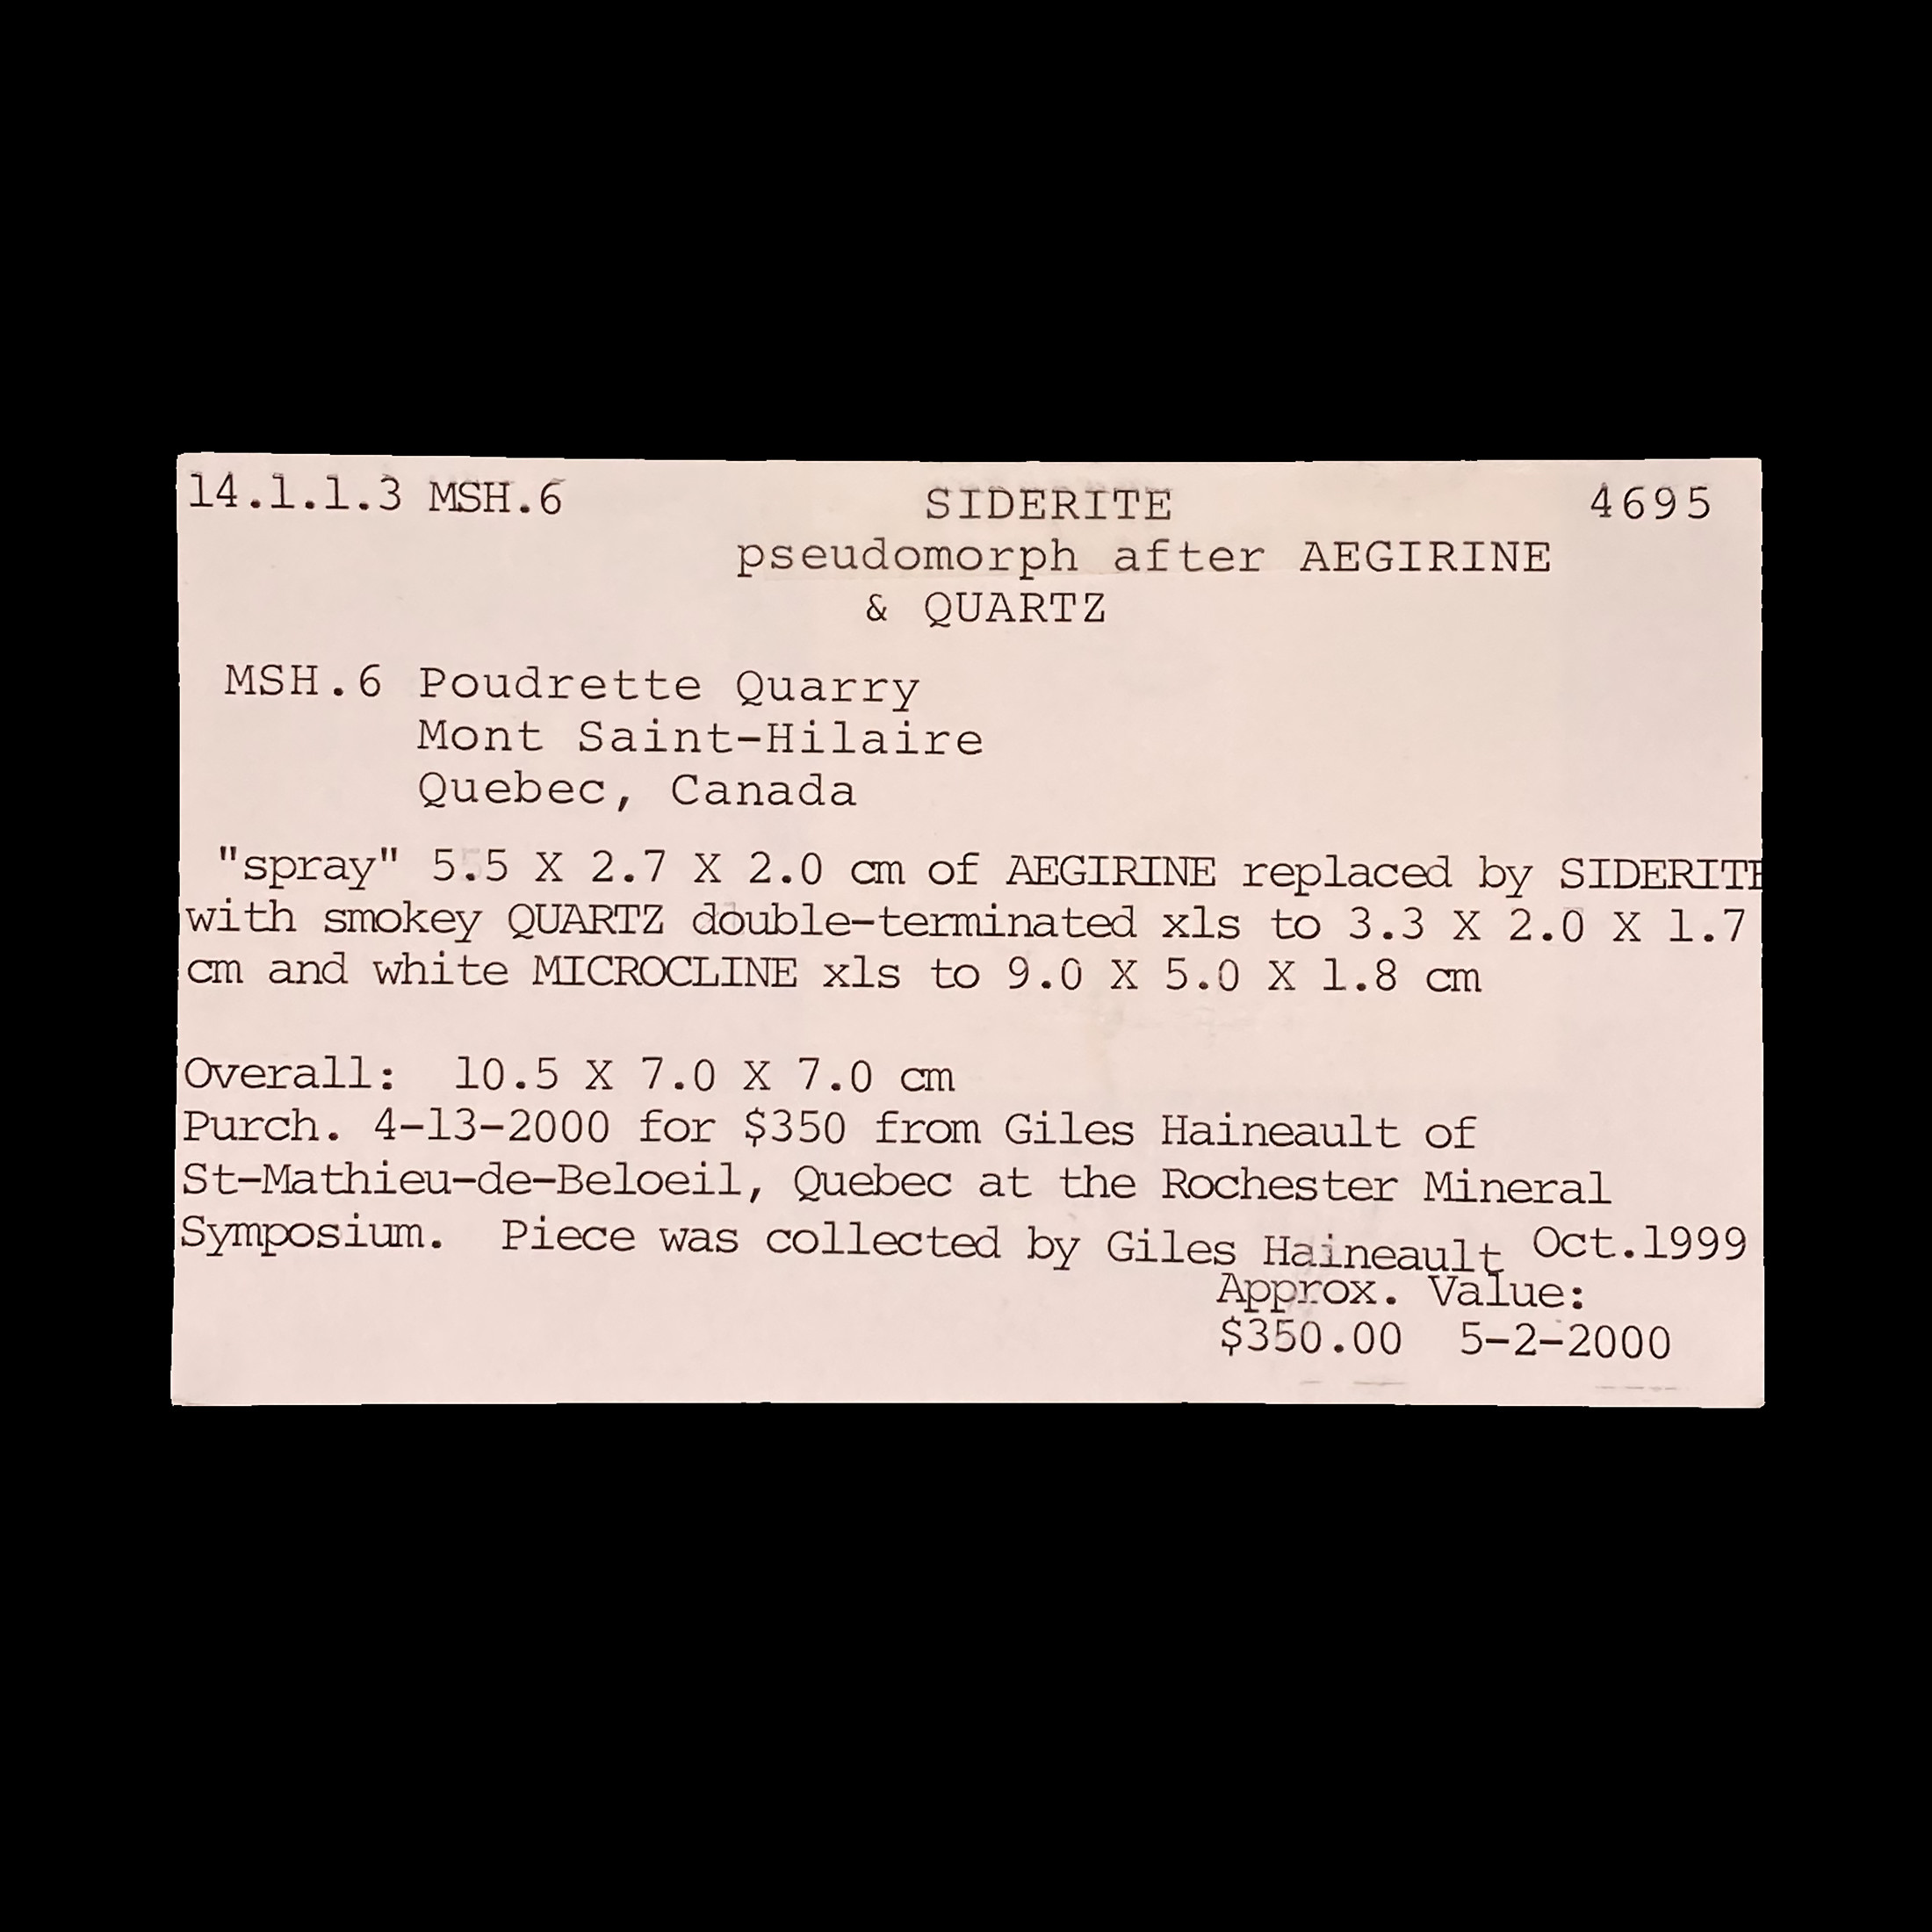 14.1.1.3 MSH.6 SIDERITE 4695
pseudomorph after AEGIRINE
& QUARTZ
MSH.6 Poudrette Quarry
Mont Saint-Hilaire
Quebec, Canada
"spray" 5.5 X 2.7 X 2.0 cm of AEGIRINE replaced by SIDERITE
with smokey QUARTZ double-terminated xls to 3.3 X 2.0 X 1.7
cm and white MICROCLINE xls to 9.0 X 5.0 X 1.8 cm
Overall: 10.5 X 7.0 X 7.0 cm
Purch. 4-13-2000 for $350 from Giles Haineault of
St-Mathieu-de-Beloeil, Quebec at the Rochester Mineral
Symposium. Piece was collected by Giles Haineault Oct.1999
Approx. Value:
$350.00 5-2-2000